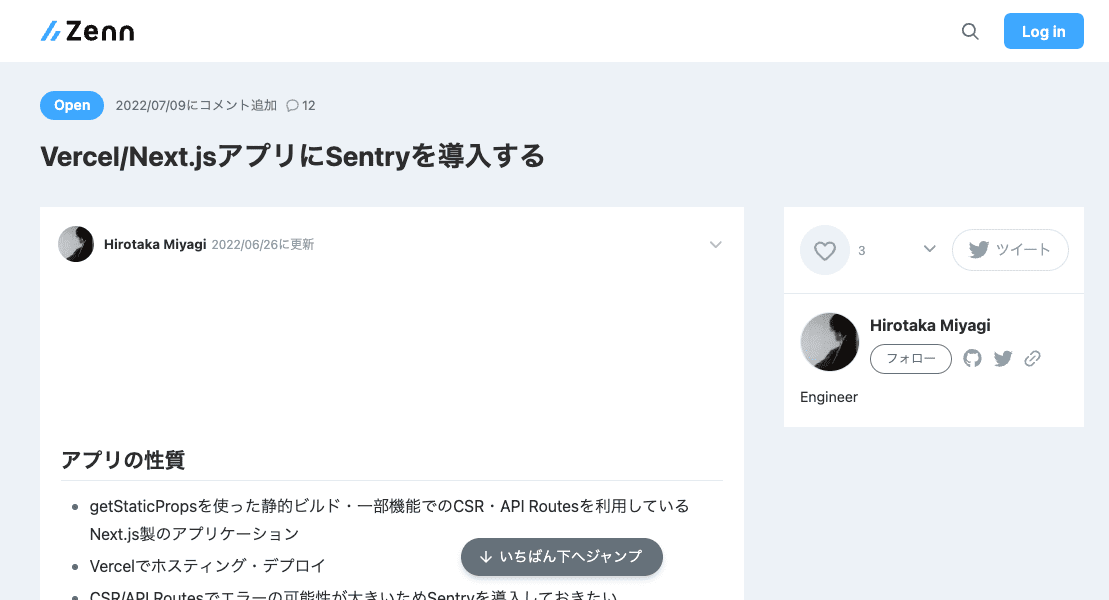 Zenn
Log in
Open 2022/07/09にコメント追加 12
Vercel/Next.jsアプリにSentryを導入する
Hirotaka Miyagi 2022/06/26に更新
アプリの性質
getStaticPropsを使った静的ビルド・一部機能でのCSR・API Routesを利用している
Next.js製のアプリケーション
Vercelでホスティング・デプロイ
CSR/API Routesでエラーの可能性が大きいためSentryを導入しておきたい
いちばん下へジャンプ
3
ツイート
Hirotaka Miyagi
フォロー
Engineer